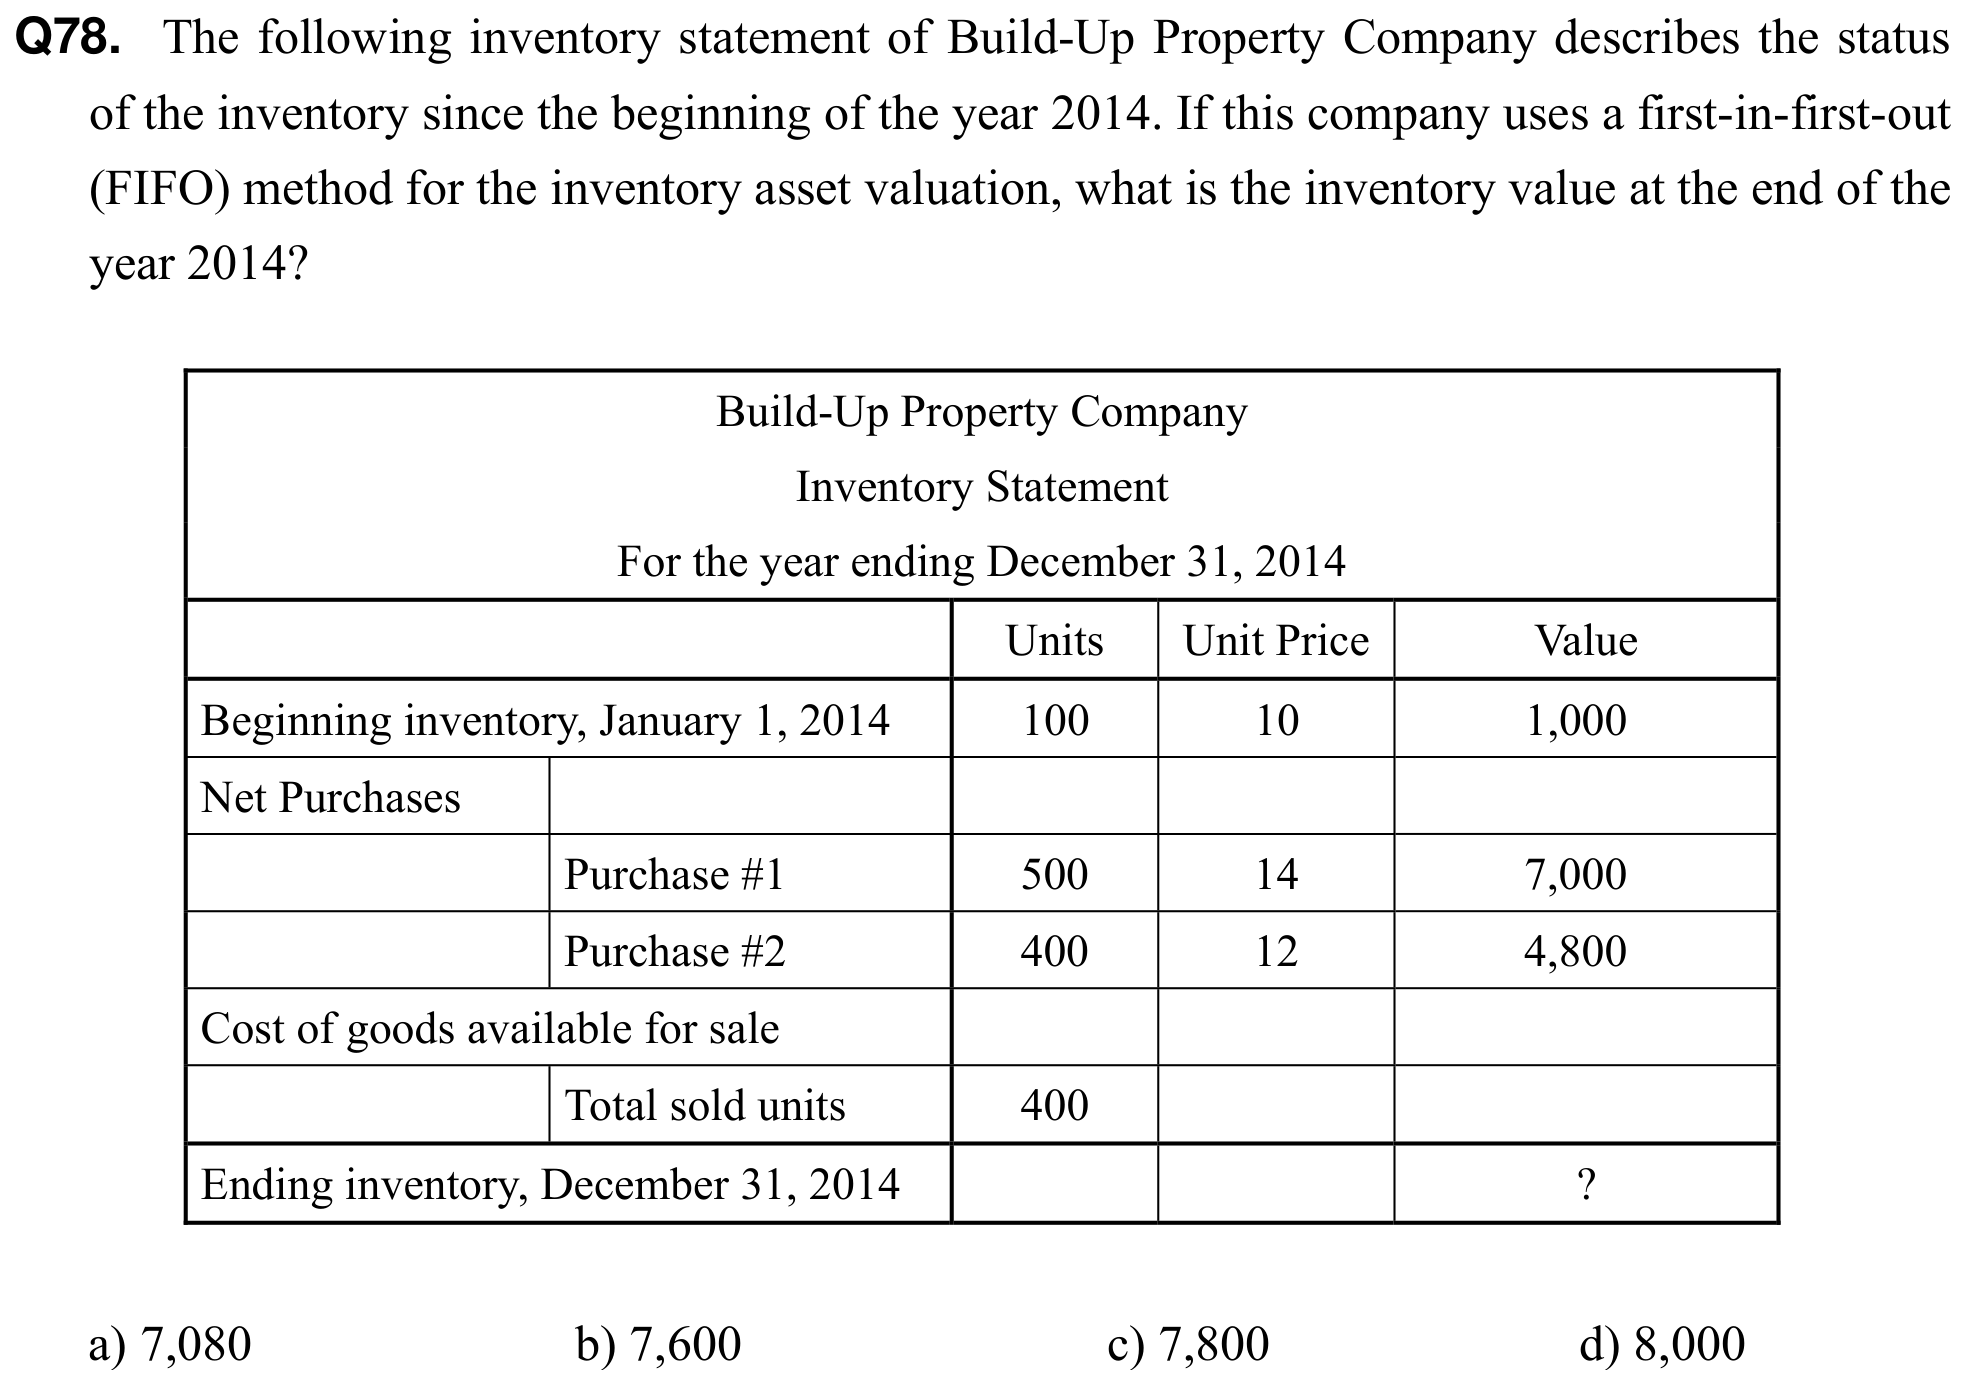 Q78. The following inventory statement of Build-Up Property Company describes the status
of the inventory since the beginning of the year 2014. If this company uses a first-in-first-out
(FIFO) method for the inventory asset valuation, what is the inventory value at the end of the
year 2014?
Build-Up Property Company
Inventory Statement
For the year ending December 31, 2014
Units Unit Price Value
Beginning inventory, January 1, 2014 100 10 1,000
Net Purchases
Purchase #1 500 14 7,000
Purchase #2 400 12 4,800
Cost of goods available for sale
Total sold units 400
Ending inventory, December 31, 2014 ?
a) 7,080 b) 7,600 c) 7,800 d) 8,000